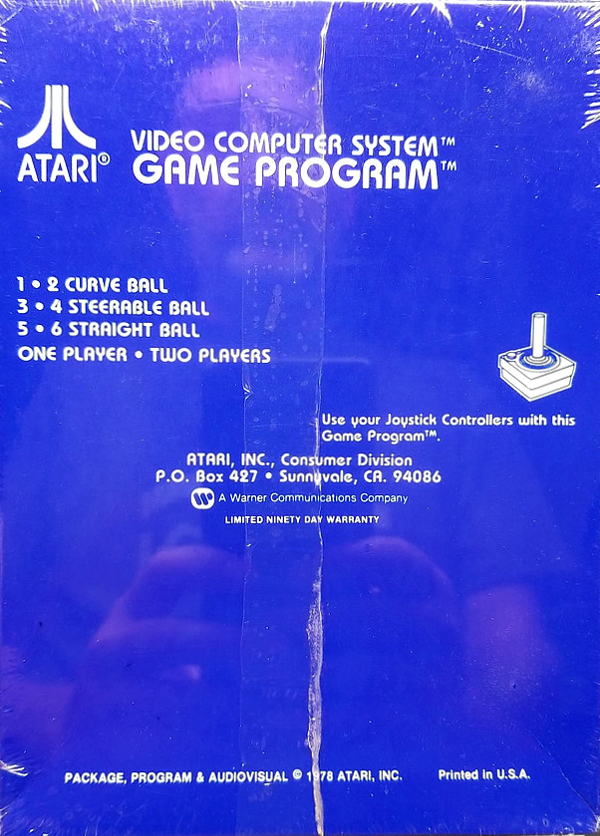 ATARI®
VIDEO COMPUTER SYSTEM™
GAME PROGRAM™
1 • 2 CURVE BALL
3 • 4 STEERABLE BALL
5 • 6 STRAIGHT BALL
ONE PLAYER • TWO PLAYERS
Use your Joystick Controllers with this
Game Program™.
ATARI, INC., Consumer Division
P.O. Box 427 • Sunnyvale, CA. 94086
A Warner Communications Company
LIMITED NINETY DAY WARRANTY
PACKAGE, PROGRAM & AUDIOVISUAL © 1978 ATARI, INC. Printed in U.S.A.